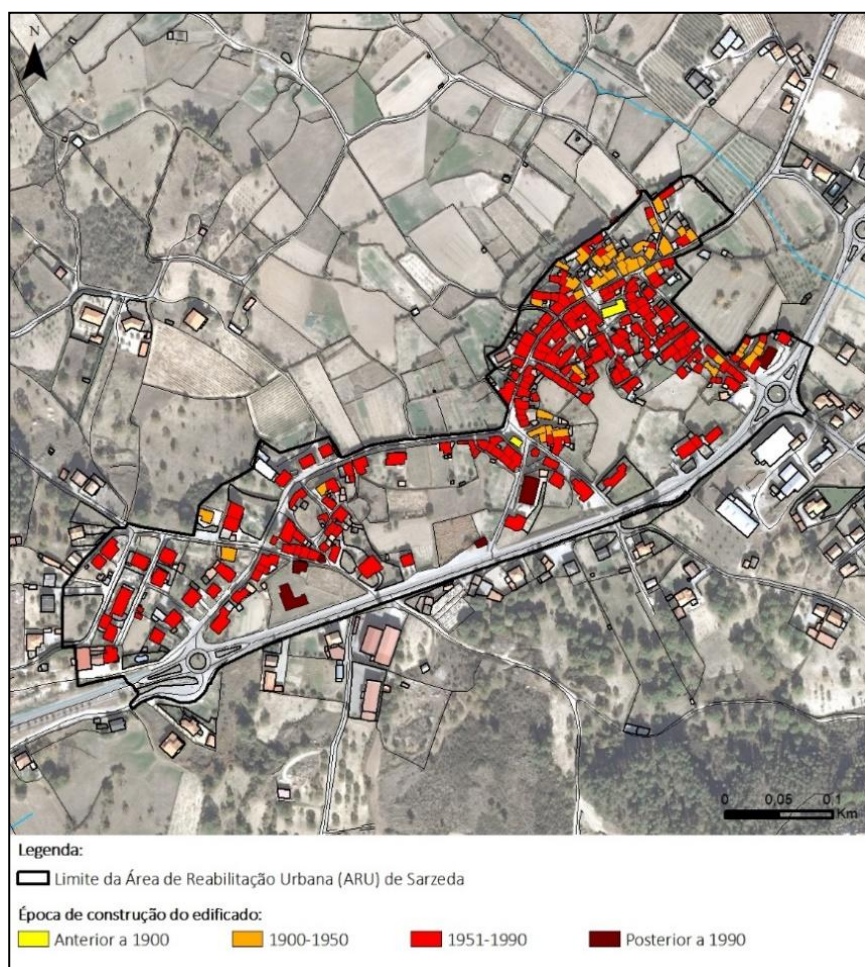 N
0 0,05 0,1
Km
Legenda:
Limite da Área de Reabilitação Urbana (ARU) de Sarzeda
Época de construção do edificado:
Anterior a 1900 1900-1950 1951-1990 Posterior a 1990